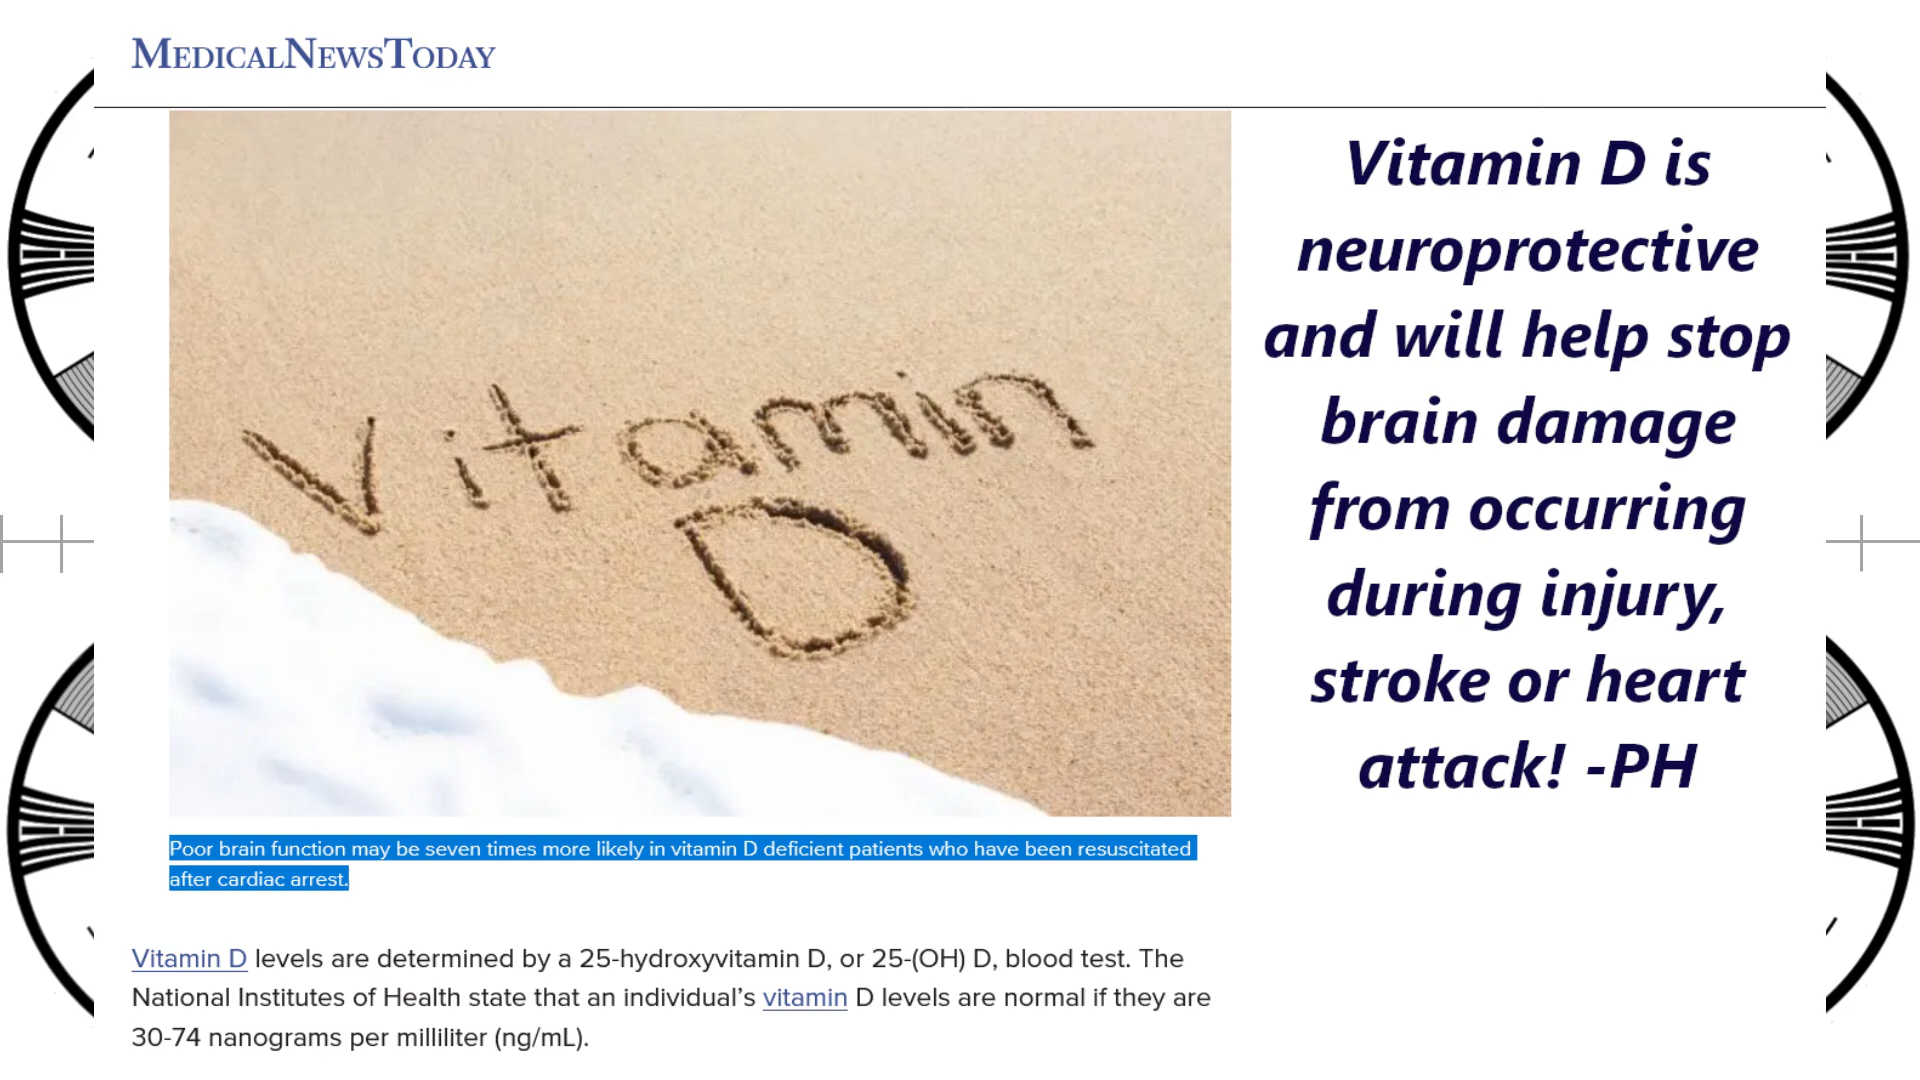 MEDICALNEWSTODAY
Vitamin
D
Vitamin D is
neuroprotective
and will help stop
brain damage
from occurring
during injury,
stroke or heart
attack! -PH
Poor brain function may be seven times more likely in vitamin D deficient patients who have been resuscitated
after cardiac arrest.
Vitamin D levels are determined by a 25-hydroxyvitamin D, or 25-(OH) D, blood test. The
National Institutes of Health state that an individual’s vitamin D levels are normal if they are
30-74 nanograms per milliliter (ng/mL).